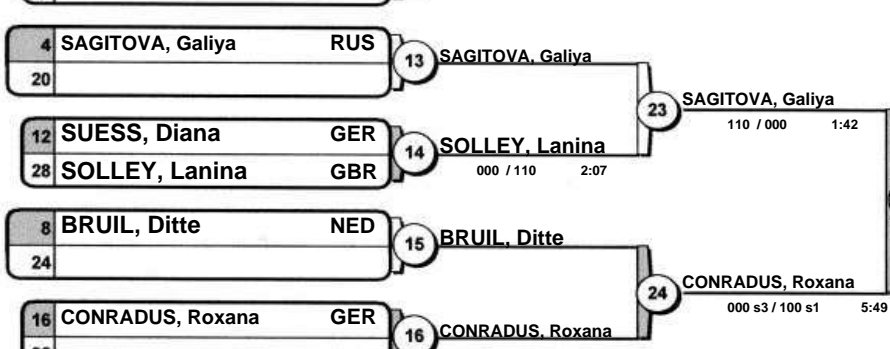 4 SAGITOVA, Galiya RUS
20
13
SAGITOVA, Galiya
23
SAGITOVA, Galiya
110 / 000 1:42
12 SUESS, Diana GER
28 SOLLEY, Lanina GBR
14
SOLLEY, Lanina
000 / 110 2:07
8 BRUIL, Ditte NED
24
15
BRUIL, Ditte
24
CONRADUS, Roxana
000 s3 / 100 s1 5:49
16 CONRADUS, Roxana GER
16
CONRADUS, Roxana